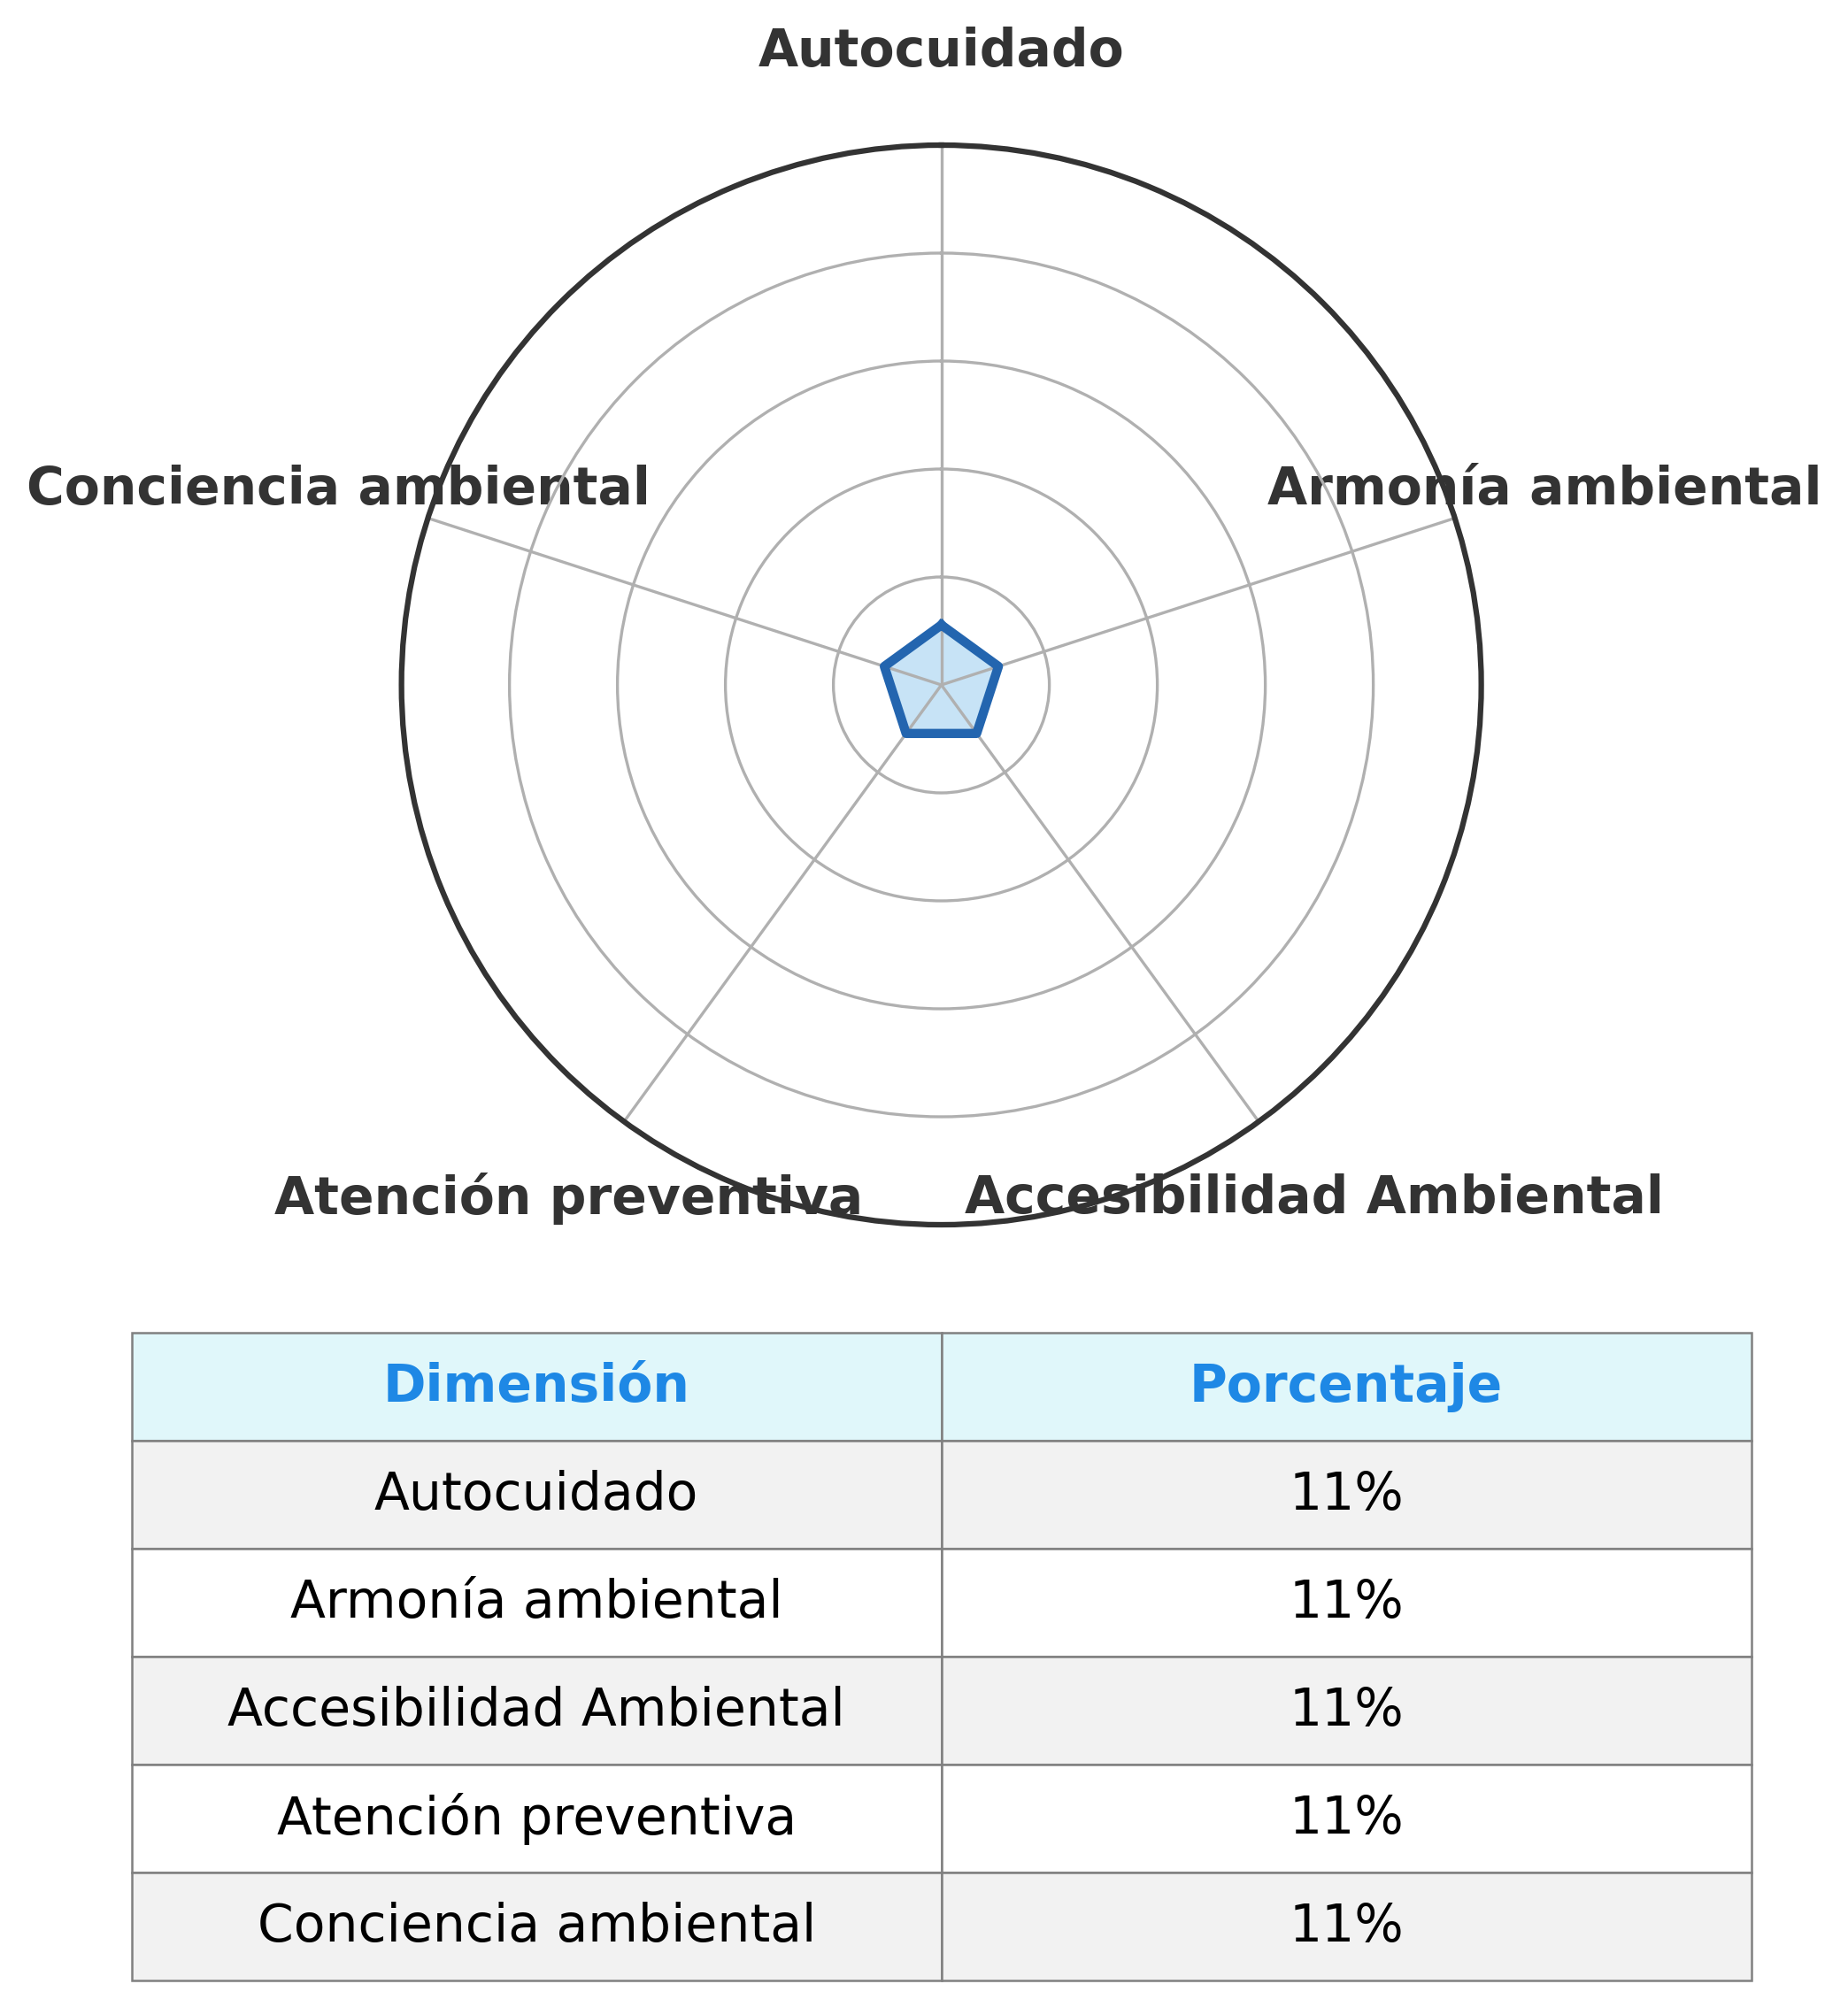 Autocuidado
Conciencia ambiental
Armonía ambiental
Atención preventiva
Accesibilidad Ambiental
Dimensión Porcentaje
Autocuidado 11%
Armonía ambiental 11%
Accesibilidad Ambiental 11%
Atención preventiva 11%
Conciencia ambiental 11%